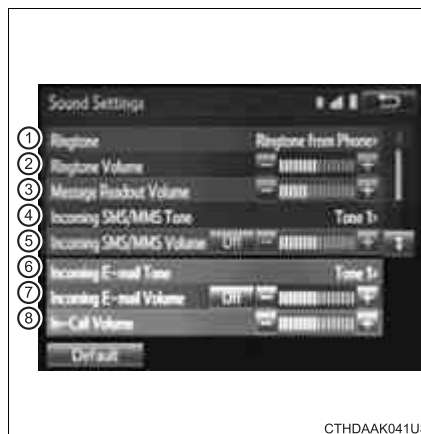 Sound Settings
1 Ringtone Ringtone from Phone>
2 Ringtone Volume
3 Message Readout Volume
4 Incoming SMS/MMS Tone Tone 1>
5 Incoming SMS/MMS Volume Off
6 Incoming E-mail Tone Tone 1>
7 Incoming E-mail Volume Off
8 In-Call Volume
Default
CTHDAAK041U